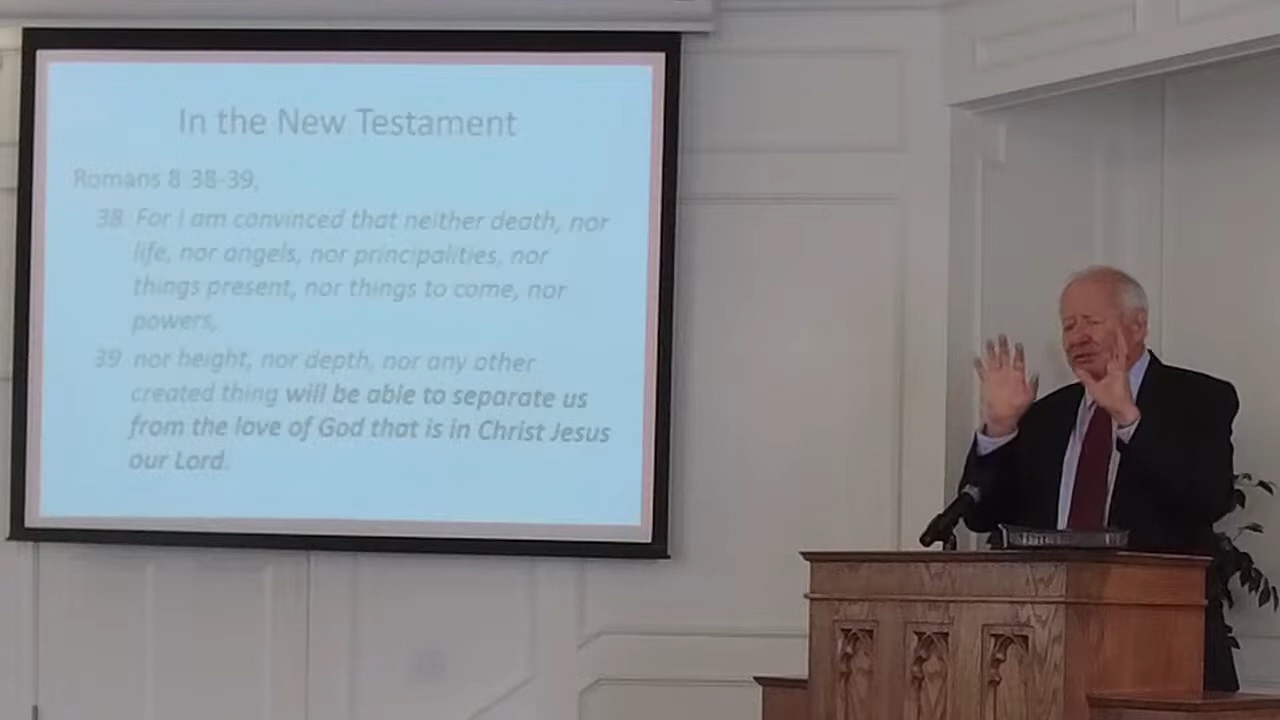 In the New Testament
Romans 8:38-39,
38 For I am convinced that neither death, nor
life, nor angels, nor principalities, nor
things present, nor things to come, nor
powers,
39 nor height, nor depth, nor any other
created thing will be able to separate us
from the love of God that is in Christ Jesus
our Lord.